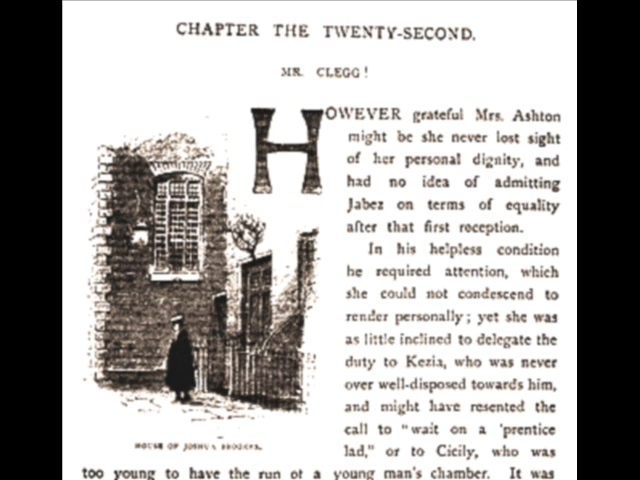 CHAPTER THE TWENTY-SECOND.
MR. CLEGG!
HOWEVER grateful Mrs. Ashton
might be she never lost sight
of her personal dignity, and
had no idea of admitting
Jabez on terms of equality
after that first reception.
In his helpless condition
he required attention, which
she could not condescend to
render personally; yet she was
as little inclined to delegate the
duty to Kezia, who was never
over well-disposed towards him,
and might have resented the
call to "wait on a 'prentice
lad," or to Cicily, who was
HOUSE OF JOSHUA BROOKES.
too young to have the run of a young man's chamber. It was